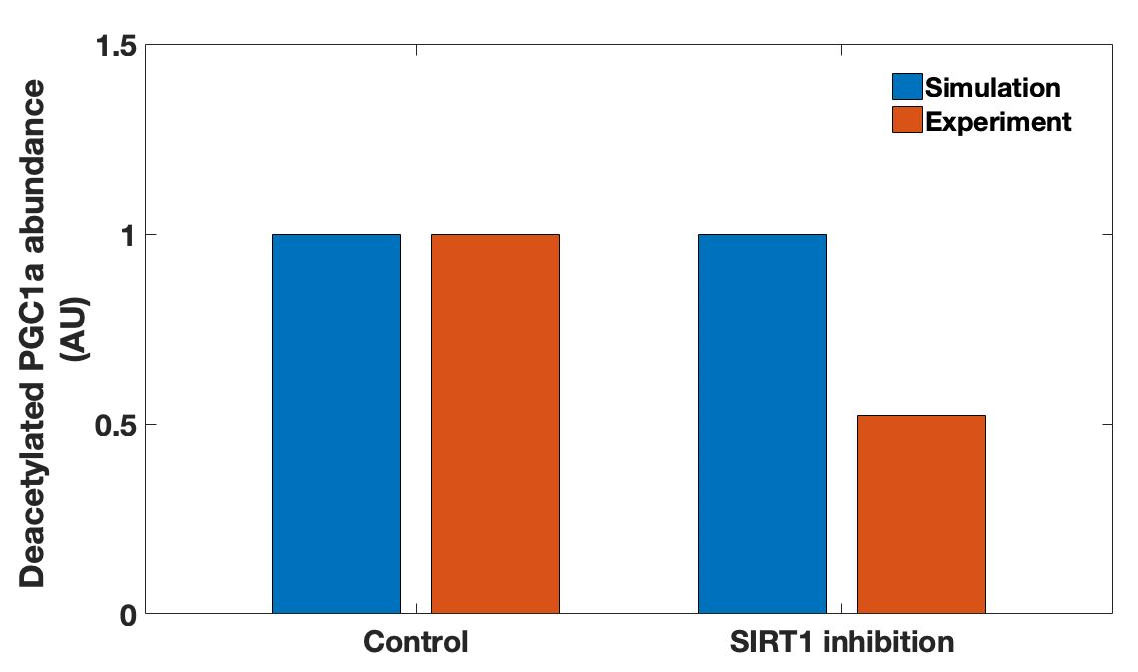 Deacetylated PGC1a abundance
(AU)
1.5
1
0.5
0
Simulation
Experiment
Control
SIRT1 inhibition